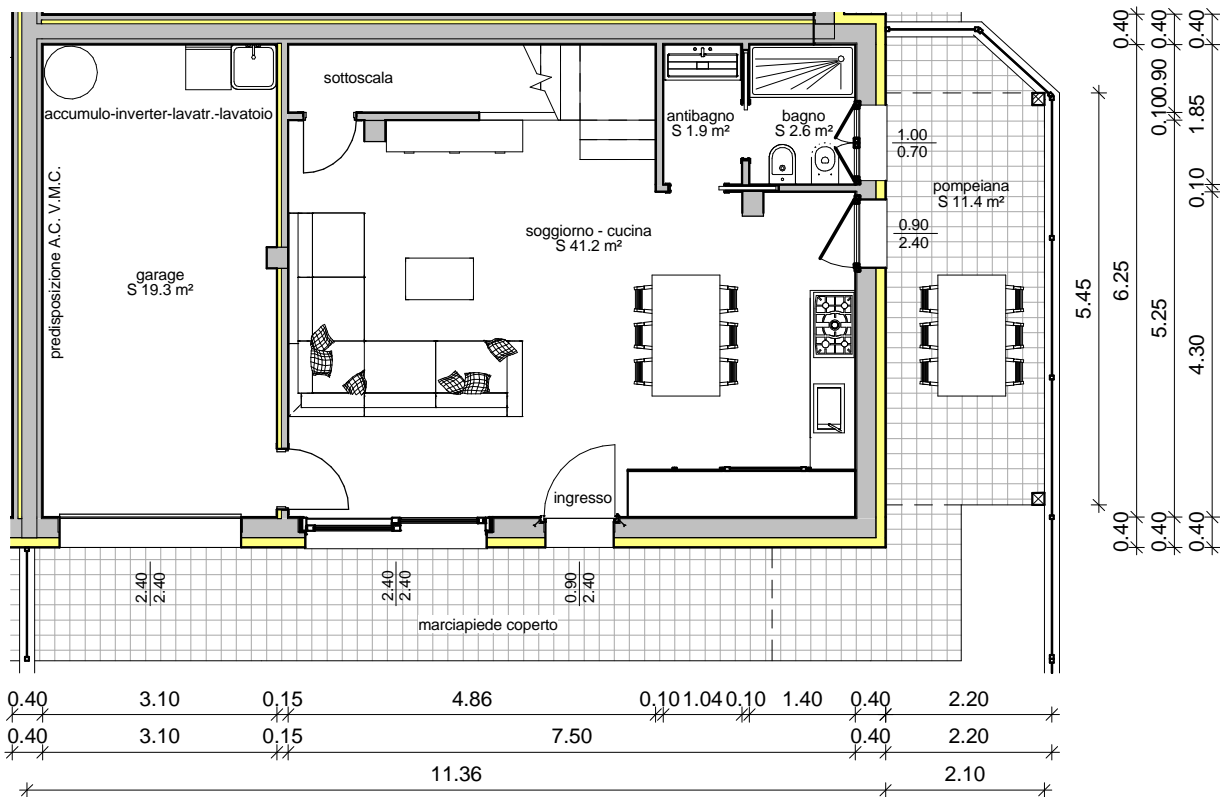 sottoscala
accumulo-inverter-lavatr.-lavatoio
antibagno
S 1.9 m²
bagno
S 2.6 m²
1.00
0.70
pompeiana
S 11.4 m²
predisposizione A.C. V.M.C.
soggiorno - cucina
S 41.2 m²
0.90
2.40
garage
S 19.3 m²
ingresso
2.40
2.40
2.40
2.40
0.90
2.40
marciapiede coperto
5.45
0.40
6.25
0.40
0.40
0.90
0.10
5.25
0.40
0.40
1.85
0.10
4.30
0.40
0.40 3.10 0.15 4.86 0.10 1.04 0.10 1.40 0.40 2.20
0.40 3.10 0.15 7.50 0.40 2.20
11.36 2.10